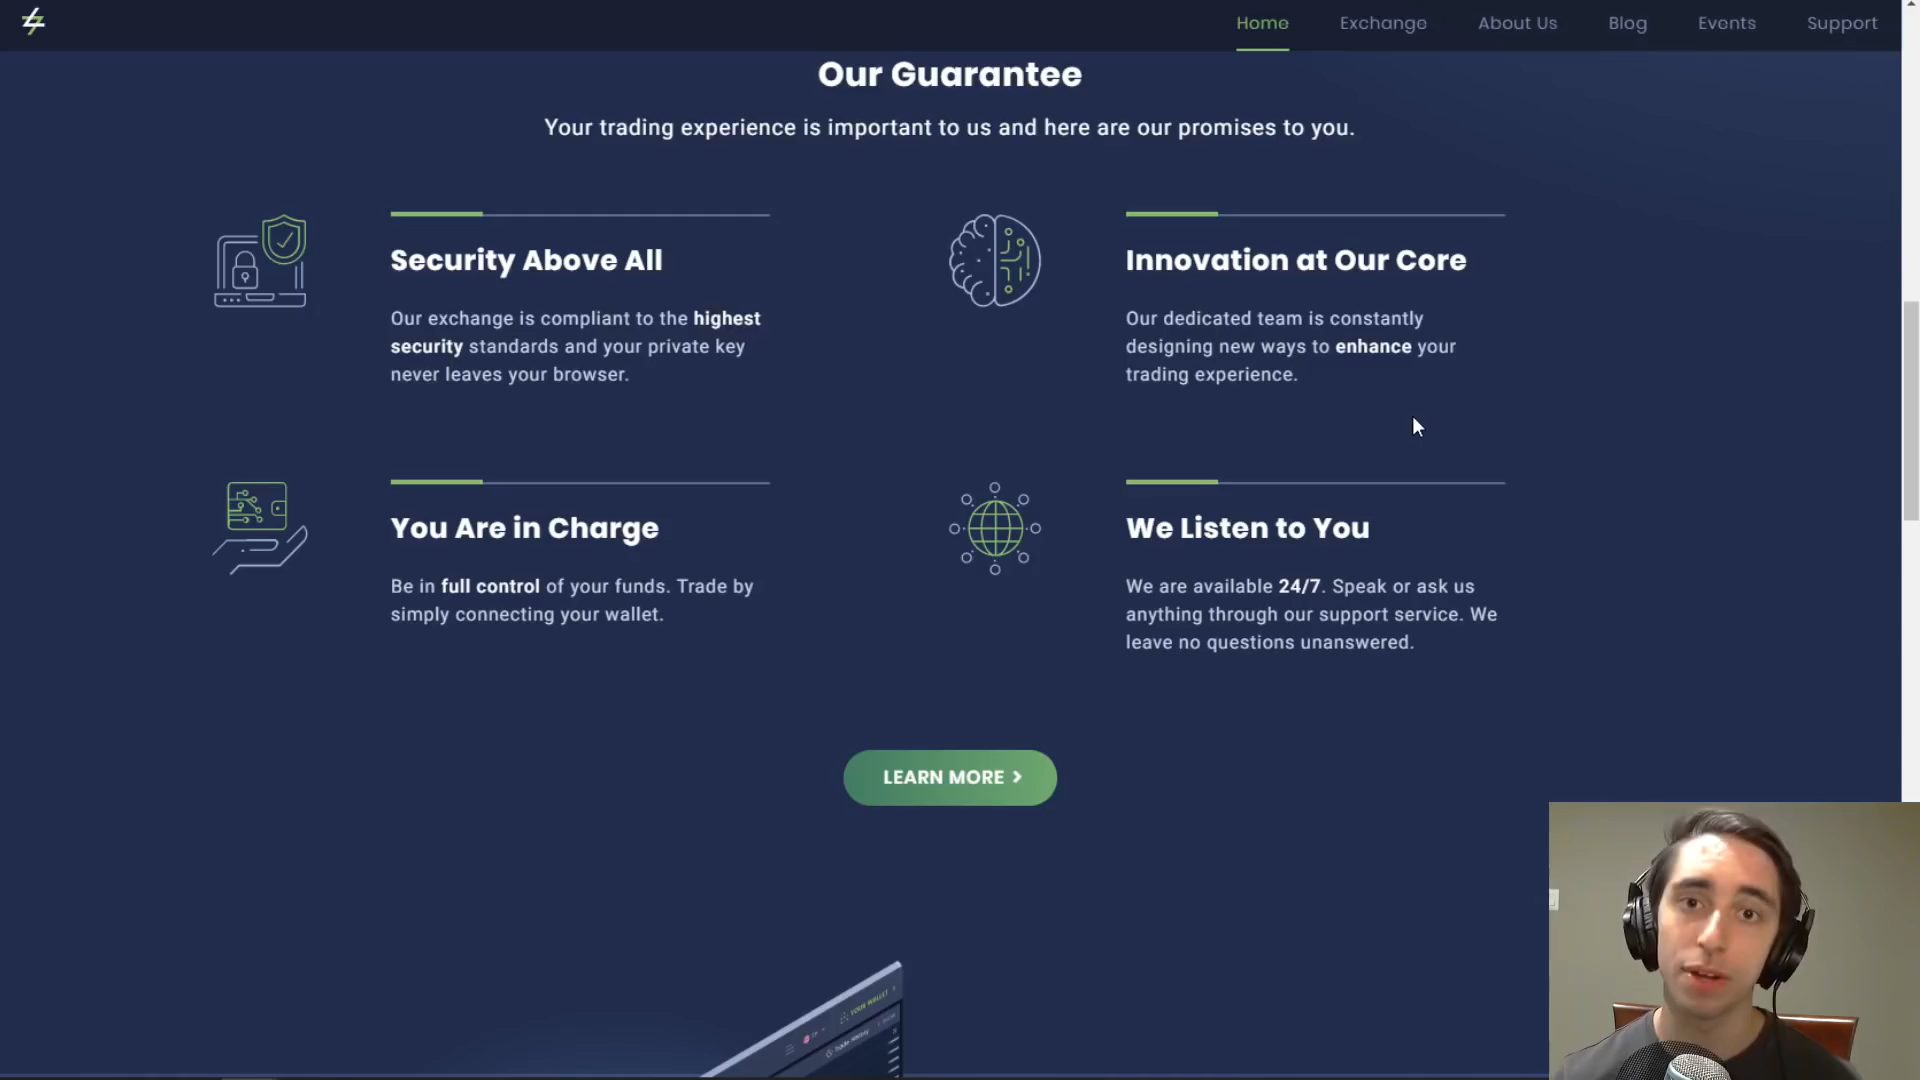 Home
Exchange
About Us
Blog
Events
Support
Our Guarantee
Your trading experience is important to us and here are our promises to you.
Security Above All
Our exchange is compliant to the highest
security standards and your private key
never leaves your browser.
Innovation at Our Core
Our dedicated team is constantly
designing new ways to enhance your
trading experience.
You Are in Charge
Be in full control of your funds. Trade by
simply connecting your wallet.
We Listen to You
We are available 24/7. Speak or ask us
anything through our support service. We
leave no questions unanswered.
LEARN MORE
YOUR WALLET
Trade History